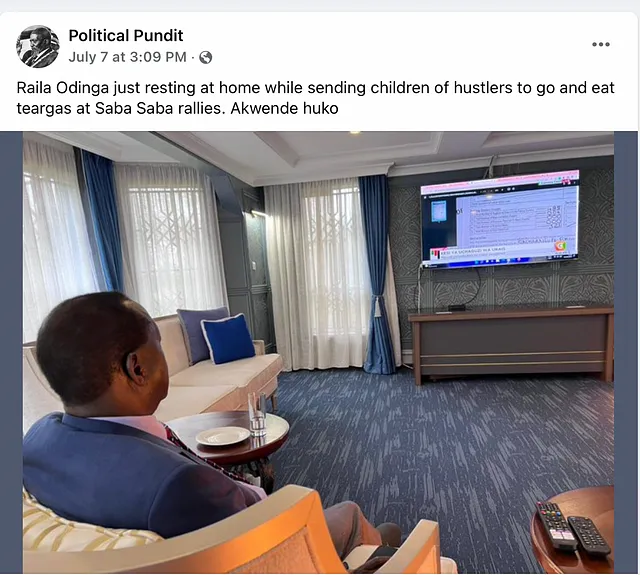 Political Pundit
July 7 at 3:09 PM
Raila Odinga just resting at home while sending children of hustlers to go and eat
teargas at Saba Saba rallies. Akwende huko